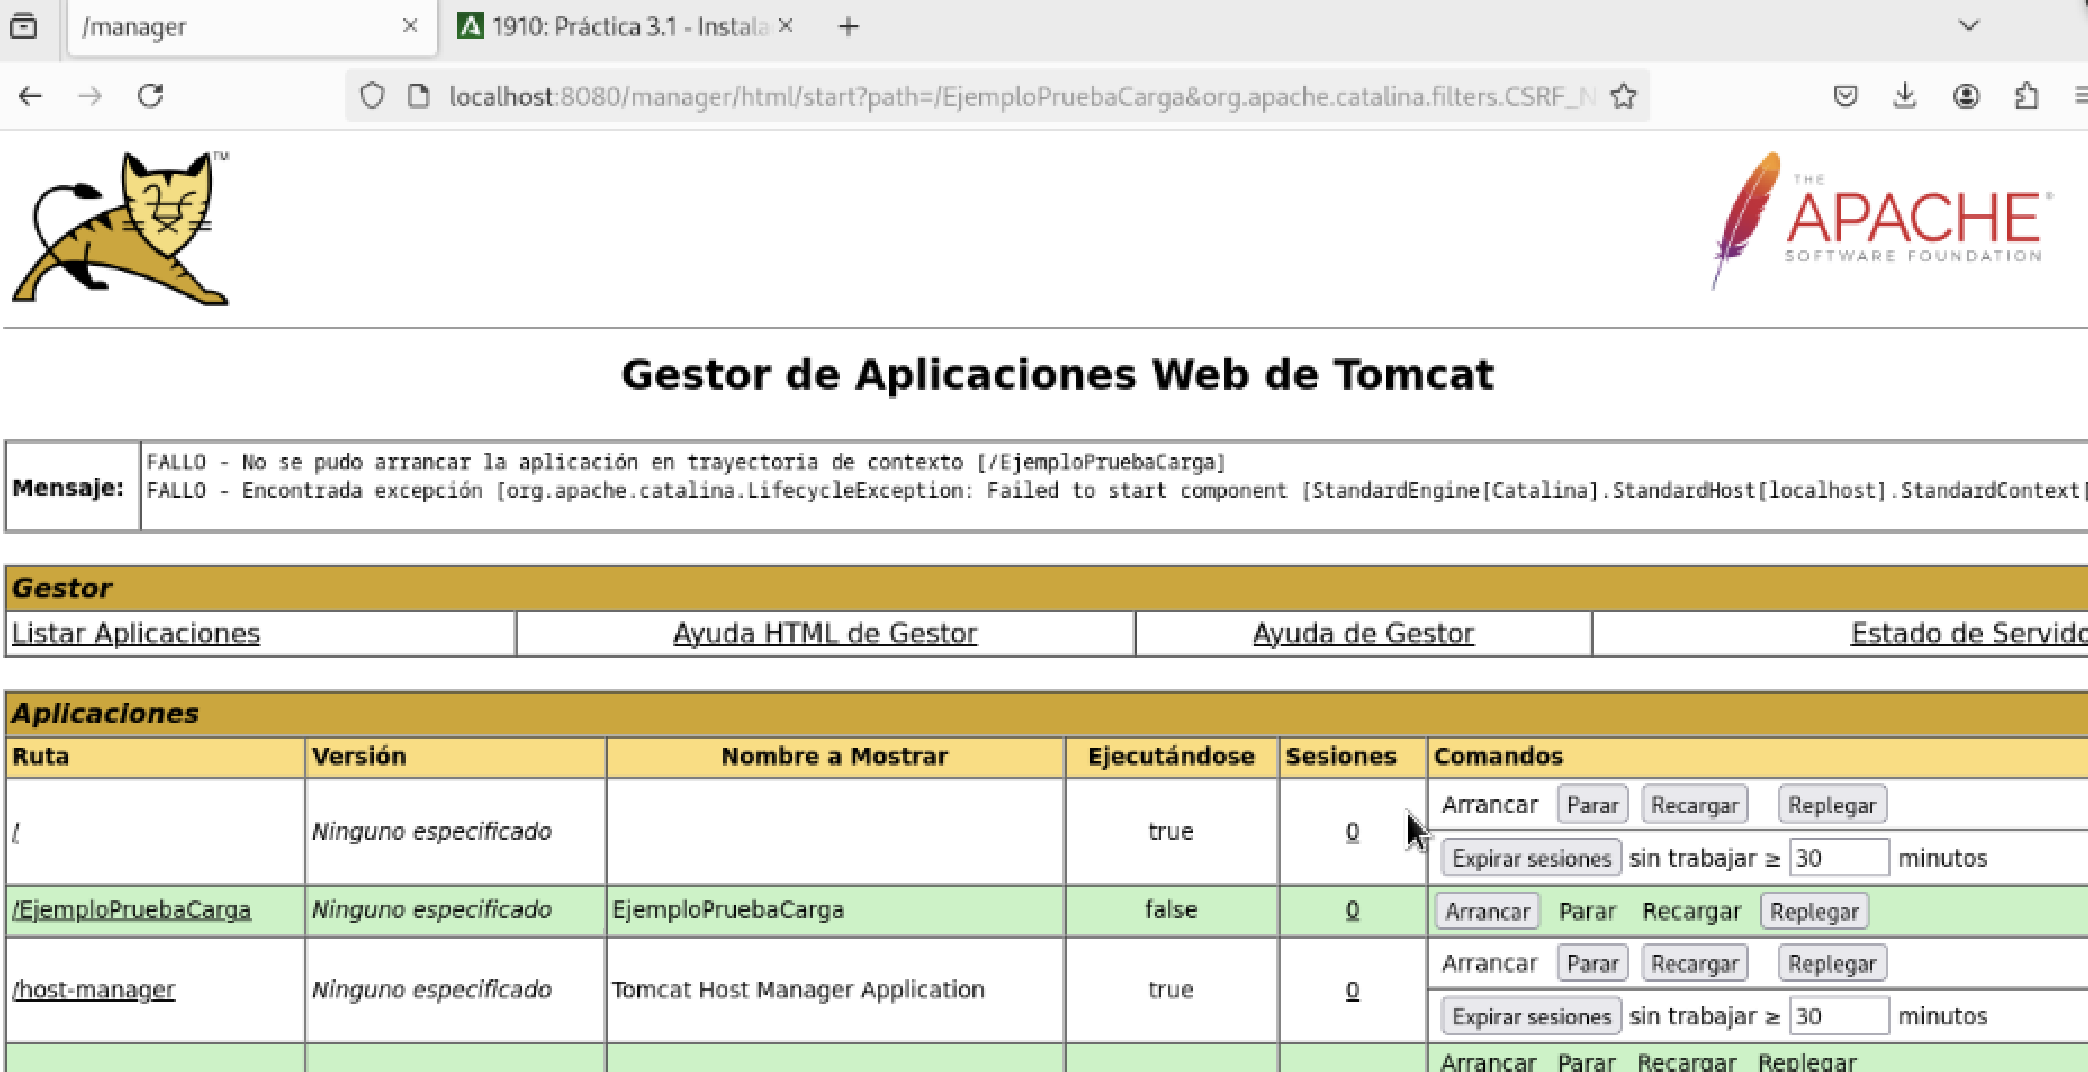 /manager
1910: Práctica 3.1 - Instala
localhost:8080/manager/html/start?path=/EjemploPruebaCarga&org.apache.catalina.filters.CSRF_N
TM
THE
APACHE
SOFTWARE FOUNDATION
Gestor de Aplicaciones Web de Tomcat
Mensaje:
FALLO - No se pudo arrancar la aplicación en trayectoria de contexto [/EjemploPruebaCarga]
FALLO - Encontrada excepción [org.apache.catalina.LifecycleException: Failed to start component [StandardEngine[Catalina].StandardHost[localhost].StandardContext[
Gestor
Listar Aplicaciones Ayuda HTML de Gestor Ayuda de Gestor Estado de Servido
Aplicaciones
Ruta Versión Nombre a Mostrar Ejecutándose Sesiones Comandos
/ Ninguno especificado true 0 Arrancar Parar Recargar Replegar
Expirar sesiones sin trabajar ≥ 30 minutos
/EjemploPruebaCarga Ninguno especificado EjemploPruebaCarga false 0 Arrancar Parar Recargar Replegar
/host-manager Ninguno especificado Tomcat Host Manager Application true 0 Arrancar Parar Recargar Replegar
Expirar sesiones sin trabajar ≥ 30 minutos
Arrancar Parar Recargar Replegar